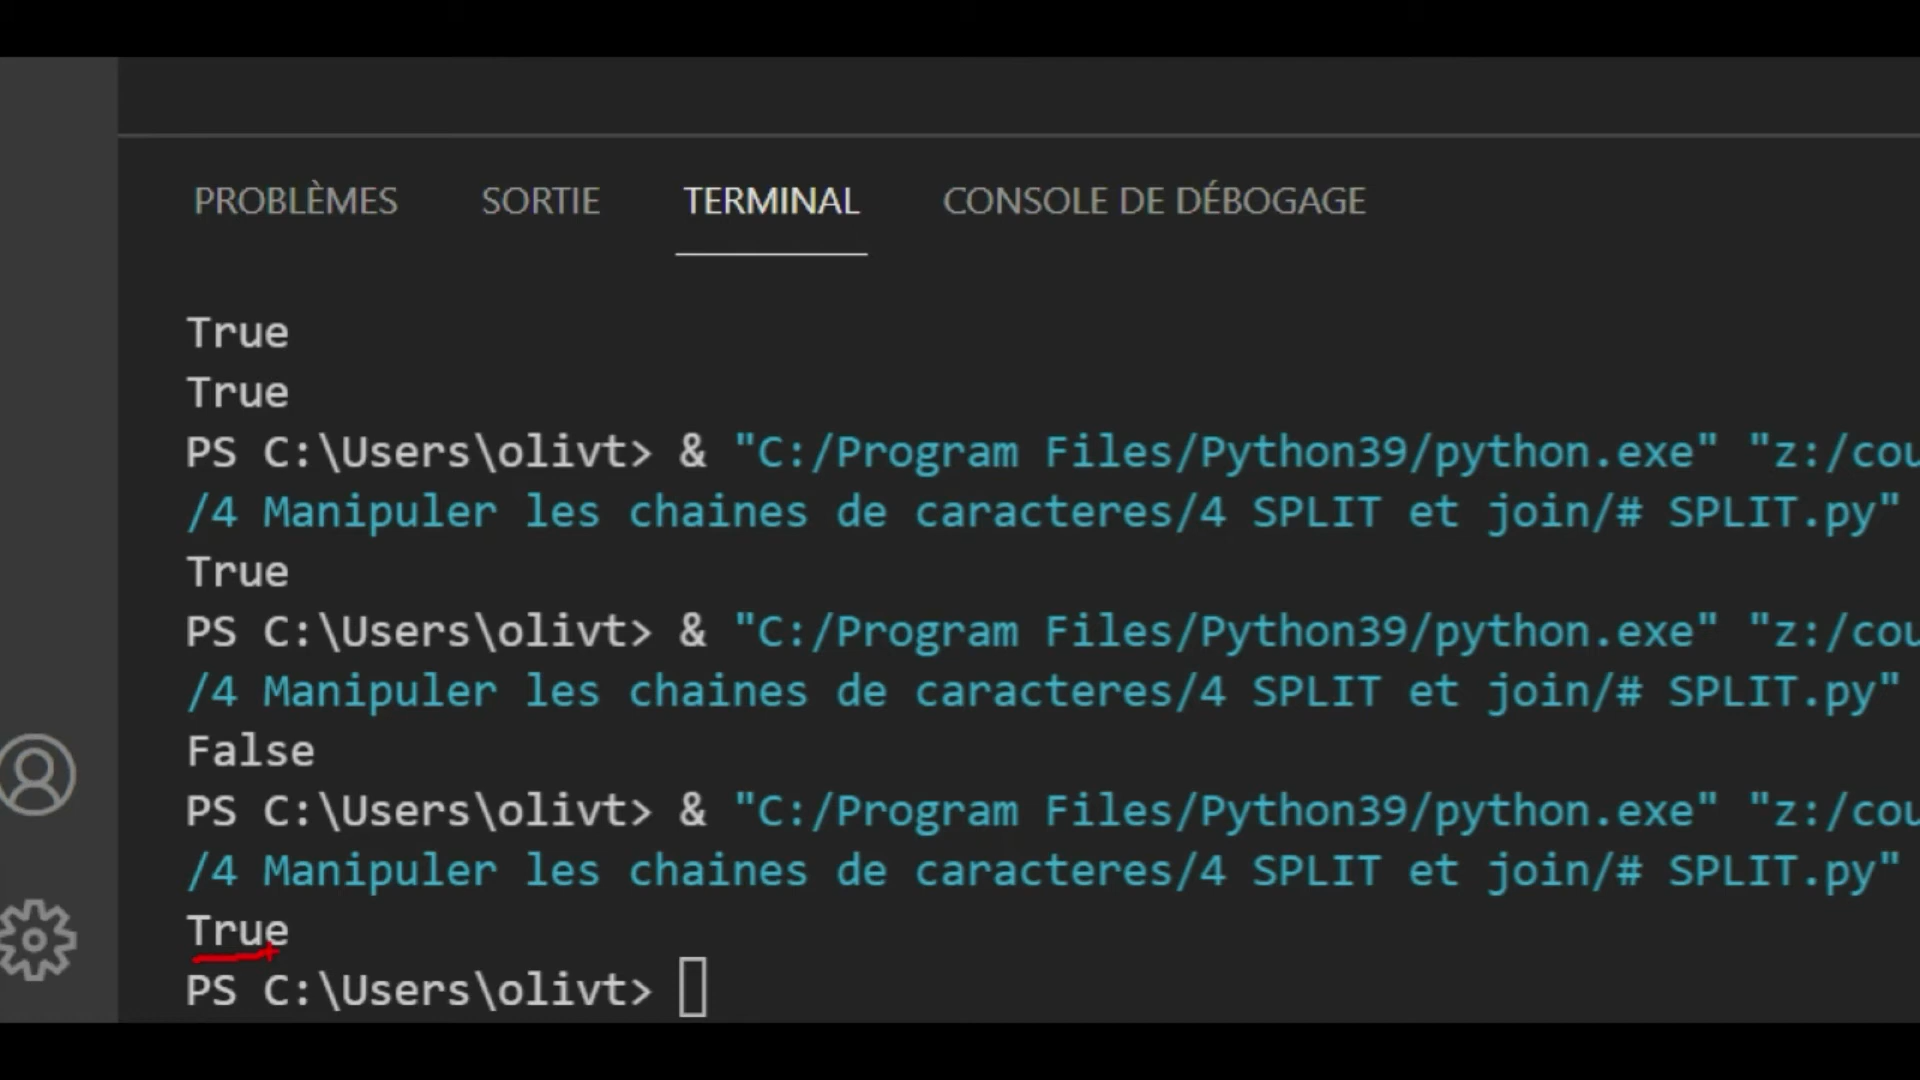 PROBLÈMES SORTIE TERMINAL CONSOLE DE DÉBOGAGE
True
True
PS C:\Users\olivt> & "C:/Program Files/Python39/python.exe" "z:/cou
/4 Manipuler les chaines de caracteres/4 SPLIT et join/# SPLIT.py"
True
PS C:\Users\olivt> & "C:/Program Files/Python39/python.exe" "z:/cou
/4 Manipuler les chaines de caracteres/4 SPLIT et join/# SPLIT.py"
False
PS C:\Users\olivt> & "C:/Program Files/Python39/python.exe" "z:/cou
/4 Manipuler les chaines de caracteres/4 SPLIT et join/# SPLIT.py"
True
PS C:\Users\olivt>